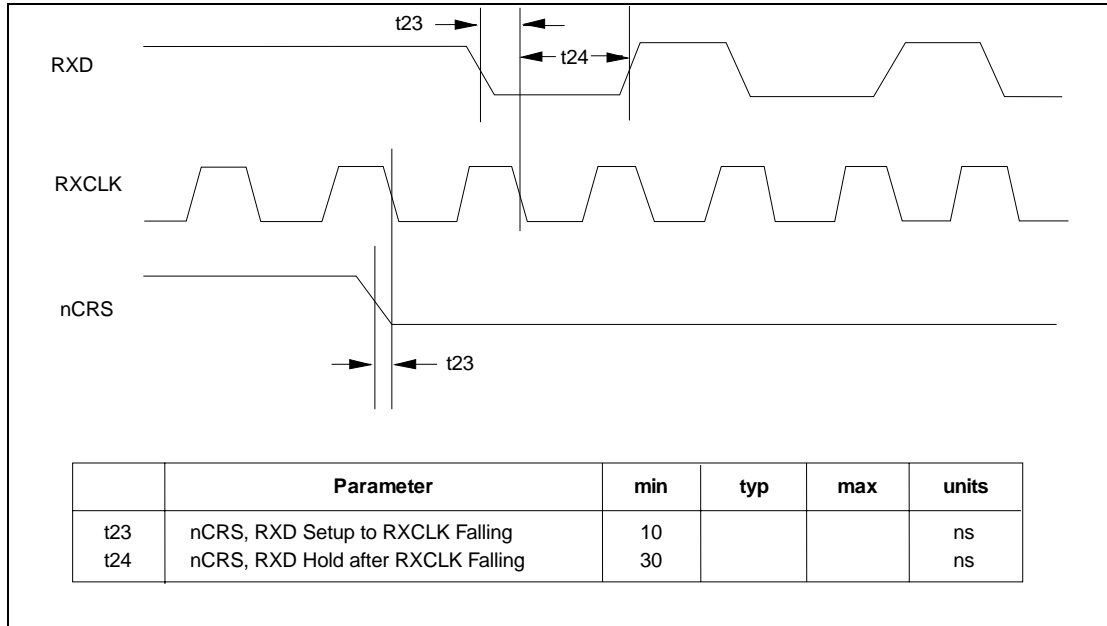 t23
t24
RXD
RXCLK
nCRS
t23
Parameter min typ max units
t23 nCRS, RXD Setup to RXCLK Falling 10 ns
t24 nCRS, RXD Hold after RXCLK Falling 30 ns